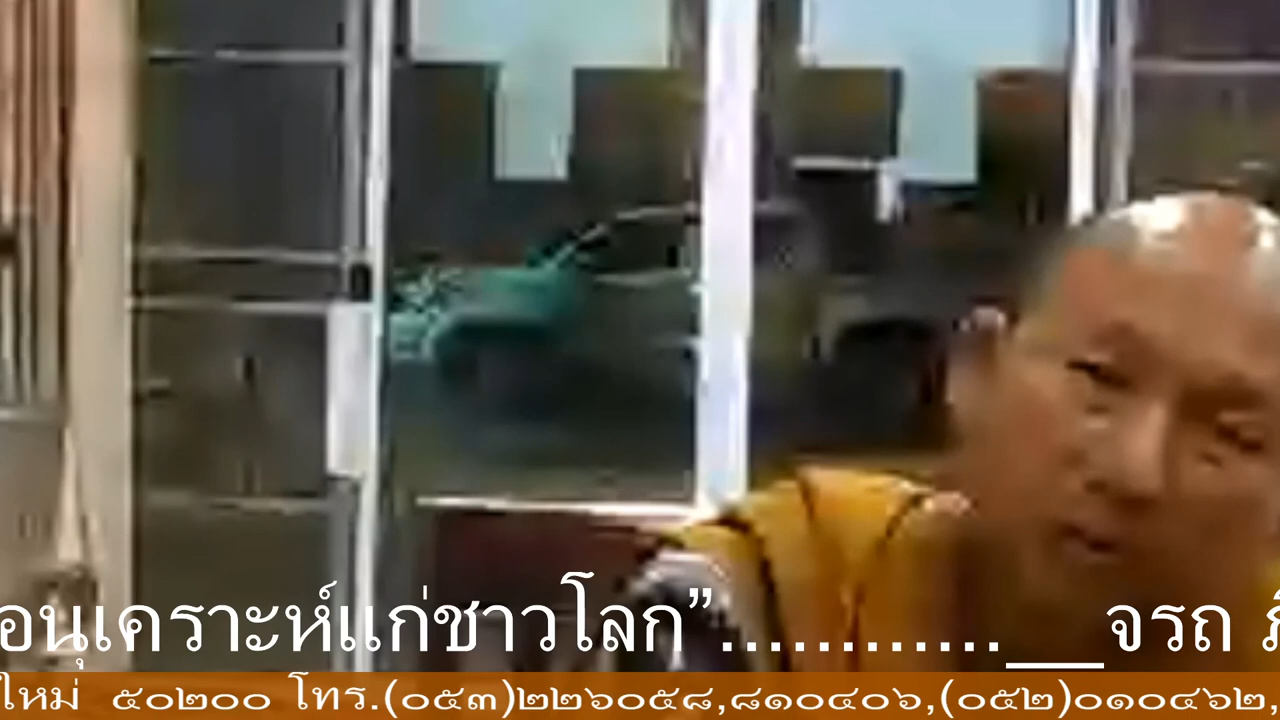 อนุเคราะห์แก่ชาวโลก”............__จรถ
ใหม่ ๕๐๒๐๐ โทร.(๐๕๓)๒๒๖๐๕๘,๘๑๐๔๐๖,(๐๕๒)๐๑๐๔๖๒,